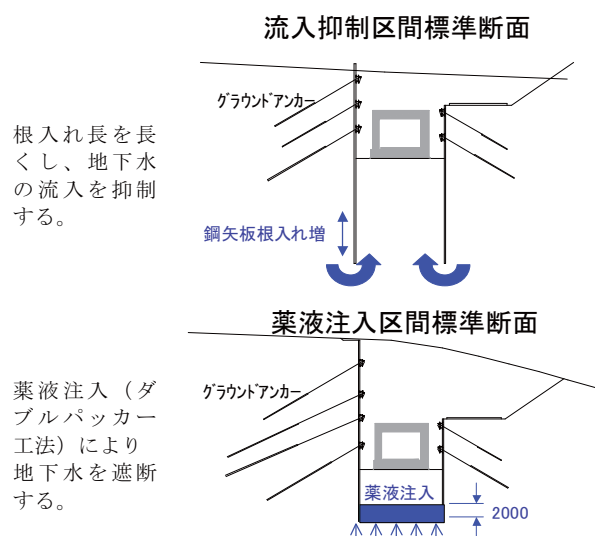 流入抑制区間標準断面
グラウンドアンカー
根入れ長を長
くし、地下水
の流入を抑制
する。
鋼矢板根入れ増
薬液注入区間標準断面
グラウンドアンカー
薬液注入（ダ
ブルパッカー
工法）により
地下水を遮断
する。
薬液注入
2000